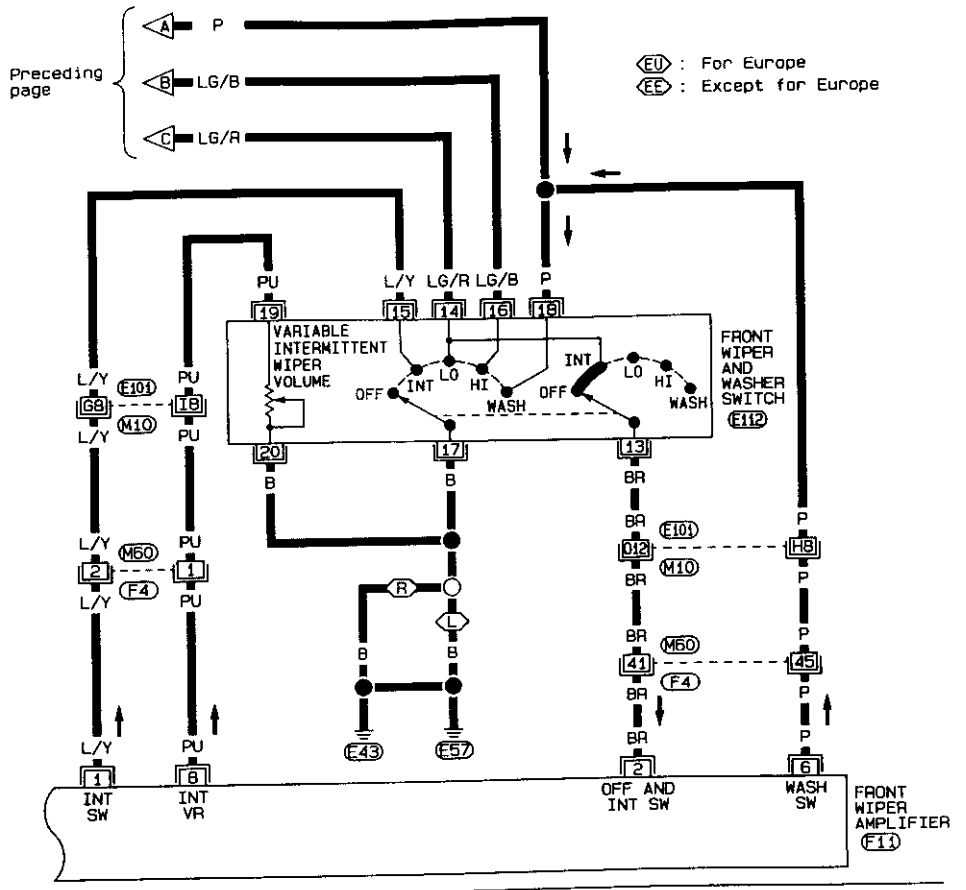 A P
Preceding page
B LG/B
C LG/R
EU : For Europe
EE : Except for Europe
PU L/Y LG/R LG/B P
19 15 14 16 18
VARIABLE
INTERMITTENT
WIPER
VOLUME
OFF INT LO HI WASH
OFF INT LO HI WASH
FRONT
WIPER
AND
WASHER
SWITCH
E112
20 17 13
B B BR
L/Y PU
G8 E101 I8
M10
L/Y PU
L/Y PU
2 M60 1
F4
L/Y PU
BR P
D12 E101 H8
M10
BR P
R
L
B B
E43 E57
BR P
41 M60 45
F4
BR P
L/Y PU BR P
1 8 2 6
INT
SW
INT
VR
OFF AND
INT SW
WASH
SW
FRONT
WIPER
AMPLIFIER
F11